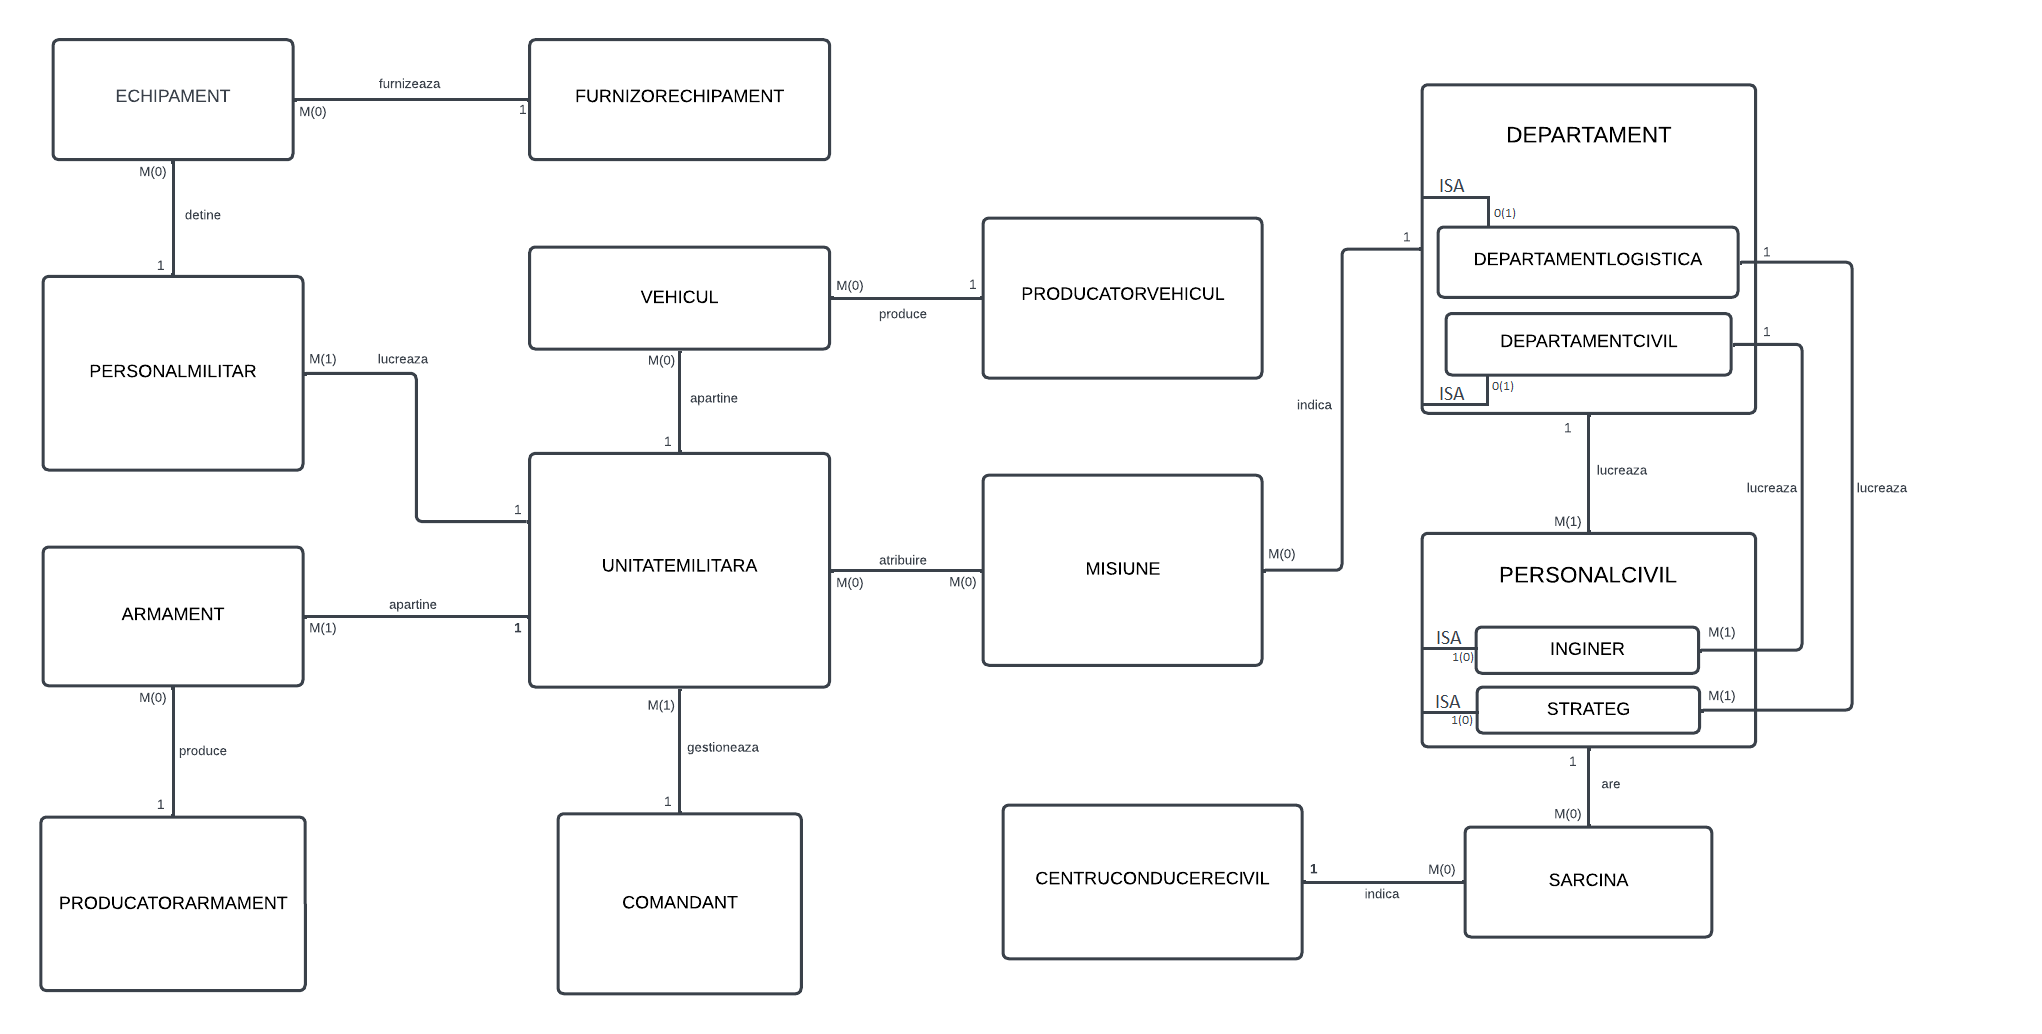 ECHIPAMENT
furnizeaza
M(0)
1
FURNIZORECHIPAMENT
M(0)
detine
1
PERSONALMILITAR
M(1)
lucreaza
1
VEHICUL
M(0)
1
produce
PRODUCATORVEHICUL
M(0)
apartine
1
UNITATEMILITARA
ARMAMENT
apartine
M(1)
1
M(0)
produce
1
PRODUCATORARMAMENT
M(1)
gestioneaza
1
COMANDANT
atribuire
M(0)
M(0)
MISIUNE
M(0)
indica
1
DEPARTAMENT
ISA
0(1)
DEPARTAMENTLOGISTICA
1
DEPARTAMENTCIVIL
1
ISA
0(1)
1
lucreaza
M(1)
lucreaza
lucreaza
PERSONALCIVIL
ISA
1(0)
INGINER
M(1)
ISA
1(0)
STRATEG
M(1)
1
are
M(0)
SARCINA
M(0)
indica
1
CENTRUCONDUCERECIVIL